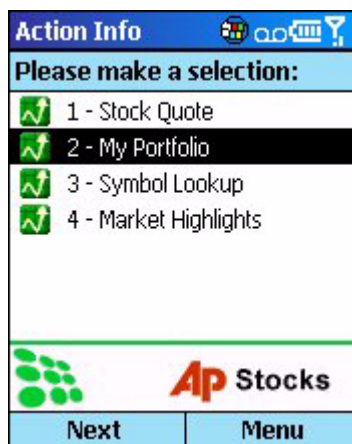 Action Info
Please make a selection:
1 - Stock Quote
2 - My Portfolio
3 - Symbol Lookup
4 - Market Highlights
Ap Stocks
Next Menu